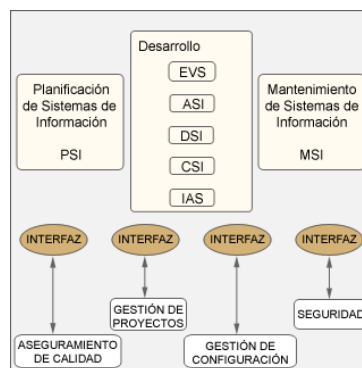 Desarrollo
EVS
ASI
DSI
CSI
IAS
Planificación
de Sistemas de
Información
PSI
Mantenimiento
de Sistemas de
Información
MSI
INTERFAZ
INTERFAZ
INTERFAZ
INTERFAZ
GESTIÓN DE
PROYECTOS
SEGURIDAD
ASEGURAMIENTO
DE CALIDAD
GESTIÓN DE
CONFIGURACIÓN